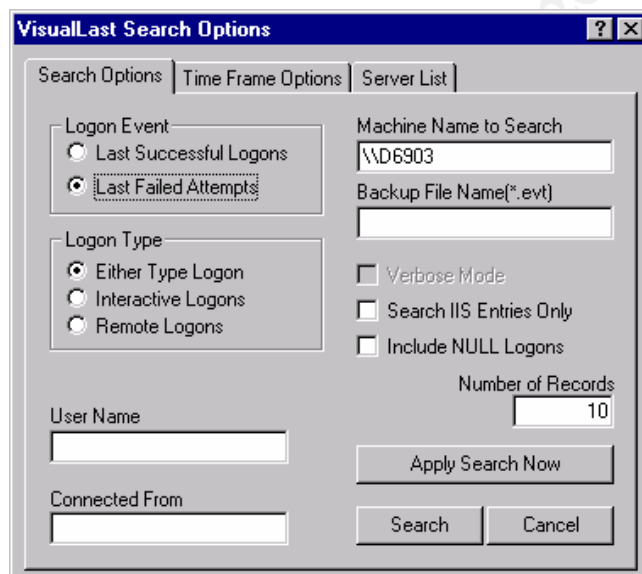 VisualLast Search Options
Search Options
Time Frame Options
Server List
Logon Event
Last Successful Logons
Last Failed Attempts
Logon Type
Either Type Logon
Interactive Logons
Remote Logons
User Name
Connected From
Machine Name to Search
\\D6903
Backup File Name(*.evt)
Verbose Mode
Search IIS Entries Only
Include NULL Logons
Number of Records
10
Apply Search Now
Search
Cancel